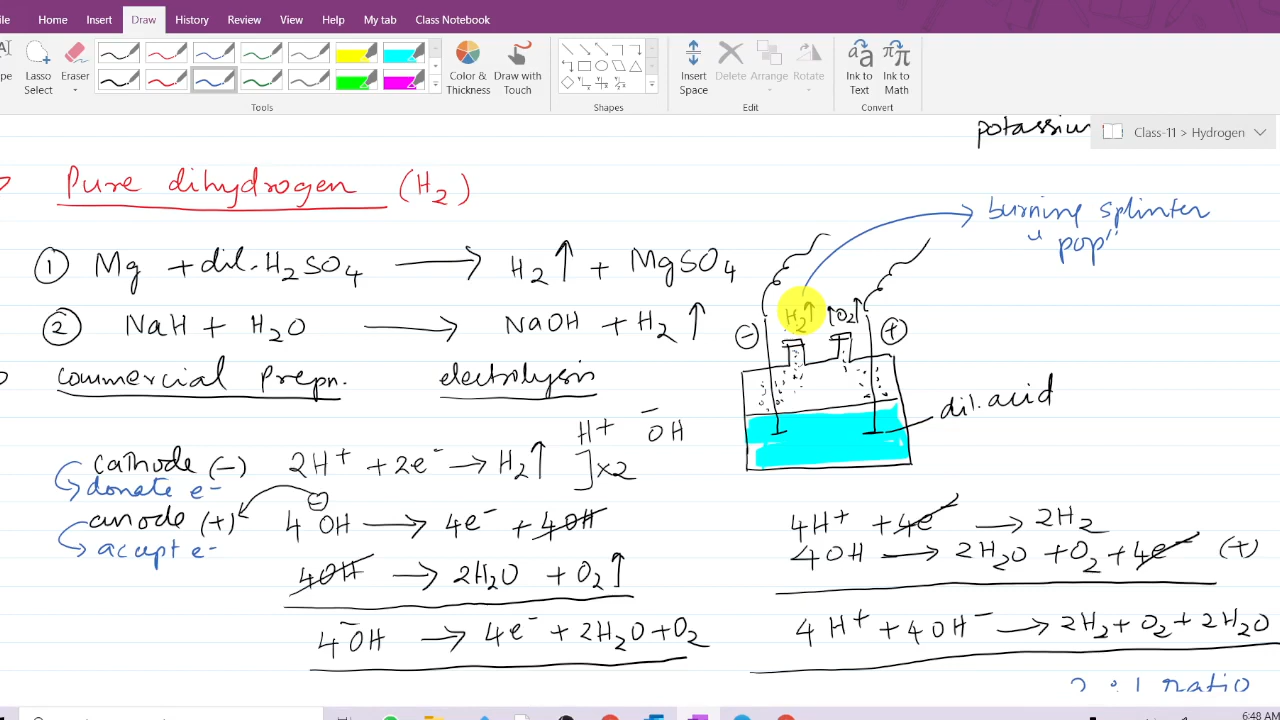 File Home Insert Draw History Review View Help My tab Class Notebook
Lasso Select
Eraser
Color & Thickness
Draw with Touch
Insert Space
Delete
Arrange
Rotate
Ink to Text
Ink to Math
Tools
Shapes
Edit
Convert
Class-11 > Hydrogen
Pure dihydrogen (H2)
burning splinter
"pop"
① Mg + dil. H2SO4 ⟶ H2↑ + MgSO4
② NaH + H2O ⟶ NaOH + H2↑
H2↑ ↑O2↑
⊖ ⊕
commercial prepn. electrolysis
dil. acid
H+ -OH
cathode (-) 2H+ + 2e- → H2↑ ]×2
donate e-
anode (+) 4 ⊖OH ⟶ 4e- + 4OH
accept e-
4OH ⟶ 2H2O + O2↑
4 -OH ⟶ 4e- + 2H2O + O2
4H+ + 4e- ⟶ 2H2
4OH ⟶ 2H2O + O2 + 4e- (+)
4H+ + 4OH- ⟶ 2H2 + O2 + 2H2O
2 : 1 ratio
6:48 AM